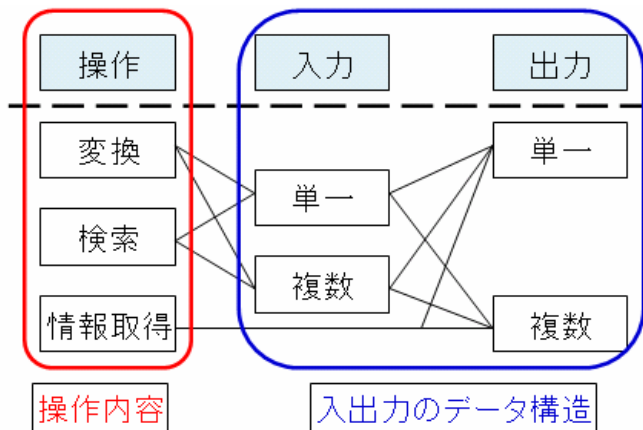 操作
入力
出力
変換
単一
単一
検索
複数
情報取得
複数
操作内容
入出力のデータ構造